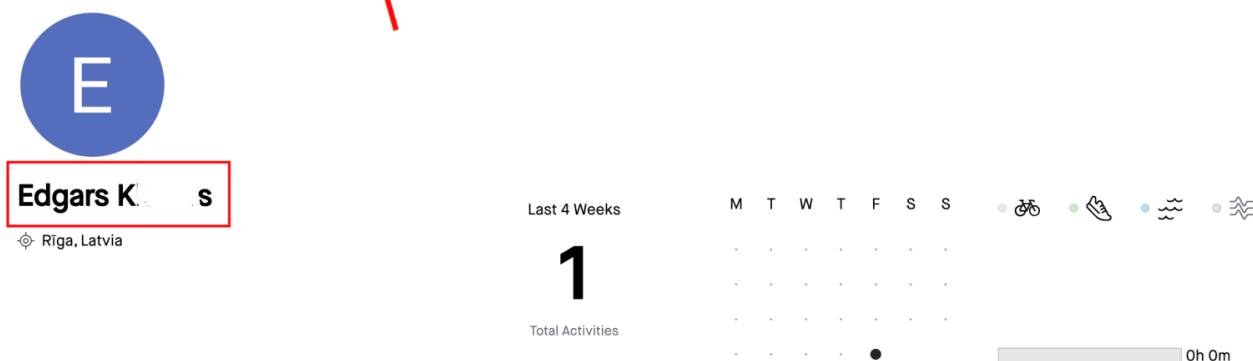 E
Edgars K s
Rīga, Latvia
Last 4 Weeks
M T W T F S S
1
Total Activities
0h 0m